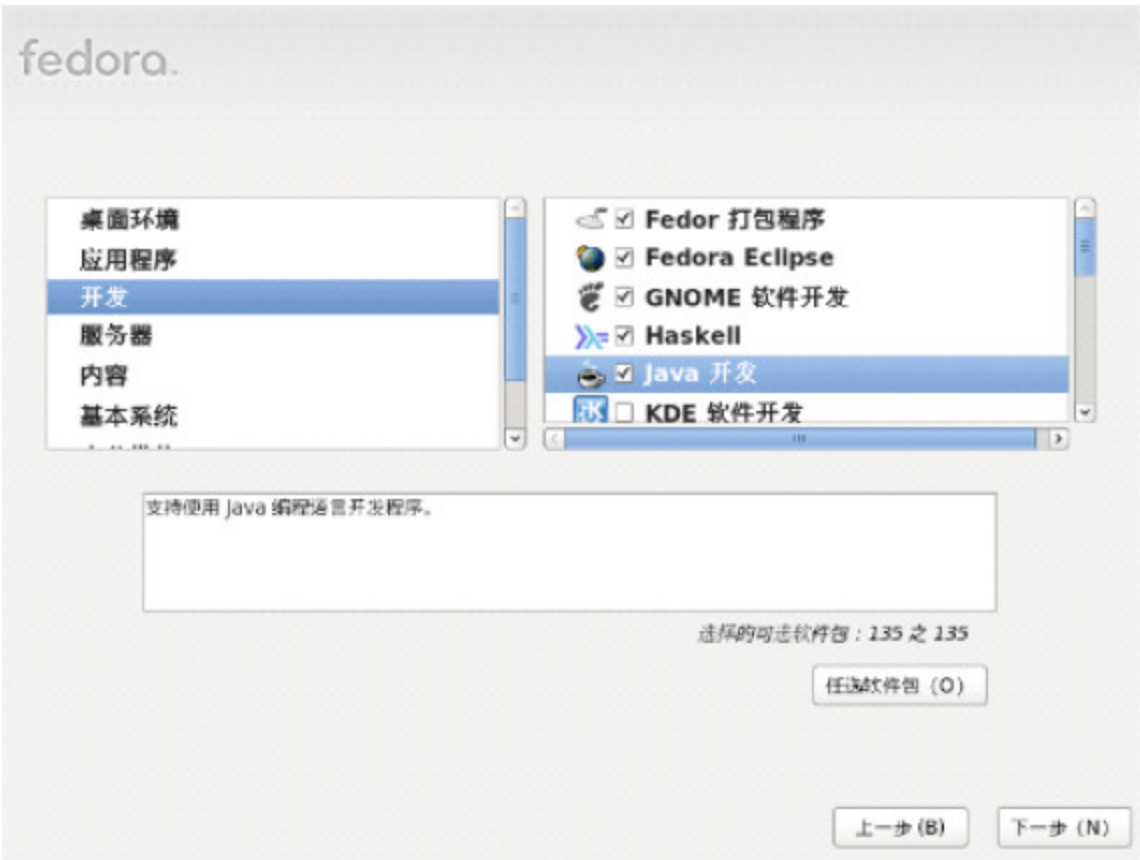 fedora.
桌面环境
应用程序
开发
服务器
内容
基本系统
Fedor 打包程序
Fedora Eclipse
GNOME 软件开发
Haskell
Java 开发
KDE 软件开发
支持使用 Java 编程语言开发程序。
选择的可选软件包：135 之 135
任选软件包（O）
上一步(B)
下一步（N）